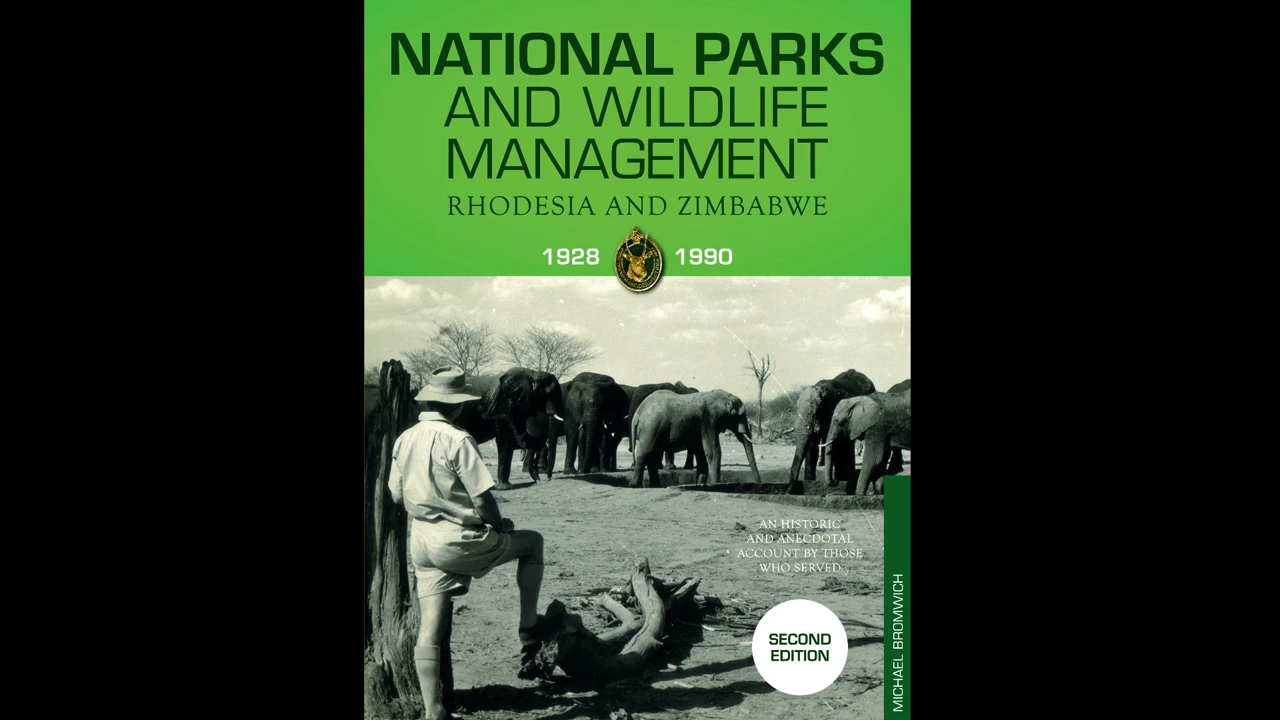 NATIONAL PARKS
AND WILDLIFE
MANAGEMENT
RHODESIA AND ZIMBABWE
1928 1990
AN HISTORIC
AND ANECDOTAL
ACCOUNT BY THOSE
WHO SERVED
SECOND
EDITION
MICHAEL BROMWICH